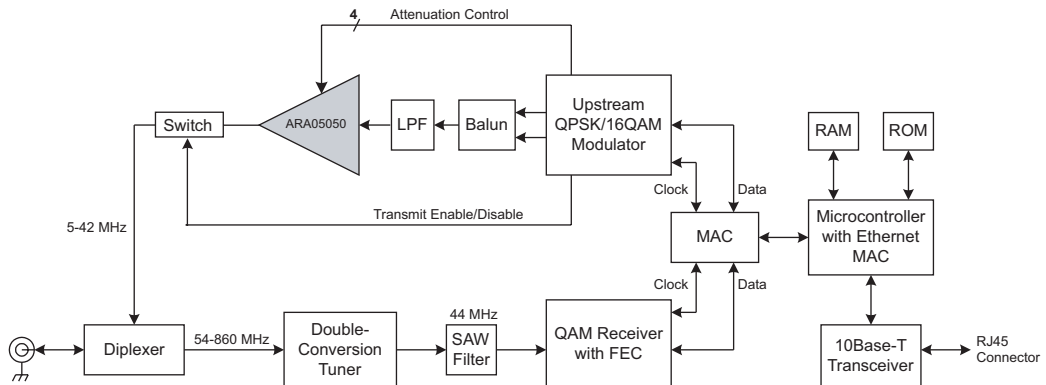 4
Attenuation Control
Switch
ARA05050
LPF
Balun
Upstream
QPSK/16QAM
Modulator
RAM
ROM
Transmit Enable/Disable
Clock
Data
5-42 MHz
MAC
Microcontroller
with Ethernet
MAC
Clock
Data
Diplexer
54-860 MHz
Double-
Conversion
Tuner
44 MHz
SAW
Filter
QAM Receiver
with FEC
10Base-T
Transceiver
RJ45
Connector